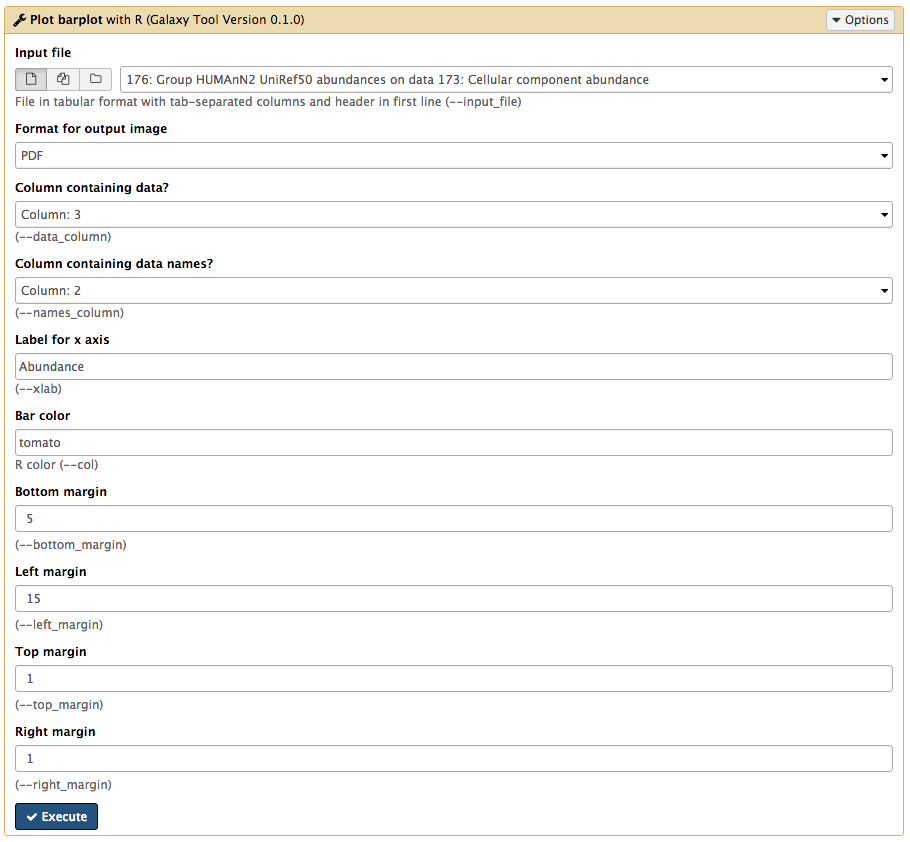 Plot barplot with R (Galaxy Tool Version 0.1.0)
Options
Input file
176: Group HUMAnN2 UniRef50 abundances on data 173: Cellular component abundance
File in tabular format with tab-separated columns and header in first line (--input_file)
Format for output image
PDF
Column containing data?
Column: 3
(--data_column)
Column containing data names?
Column: 2
(--names_column)
Label for x axis
Abundance
(--xlab)
Bar color
tomato
R color (--col)
Bottom margin
5
(--bottom_margin)
Left margin
15
(--left_margin)
Top margin
1
(--top_margin)
Right margin
1
(--right_margin)
Execute